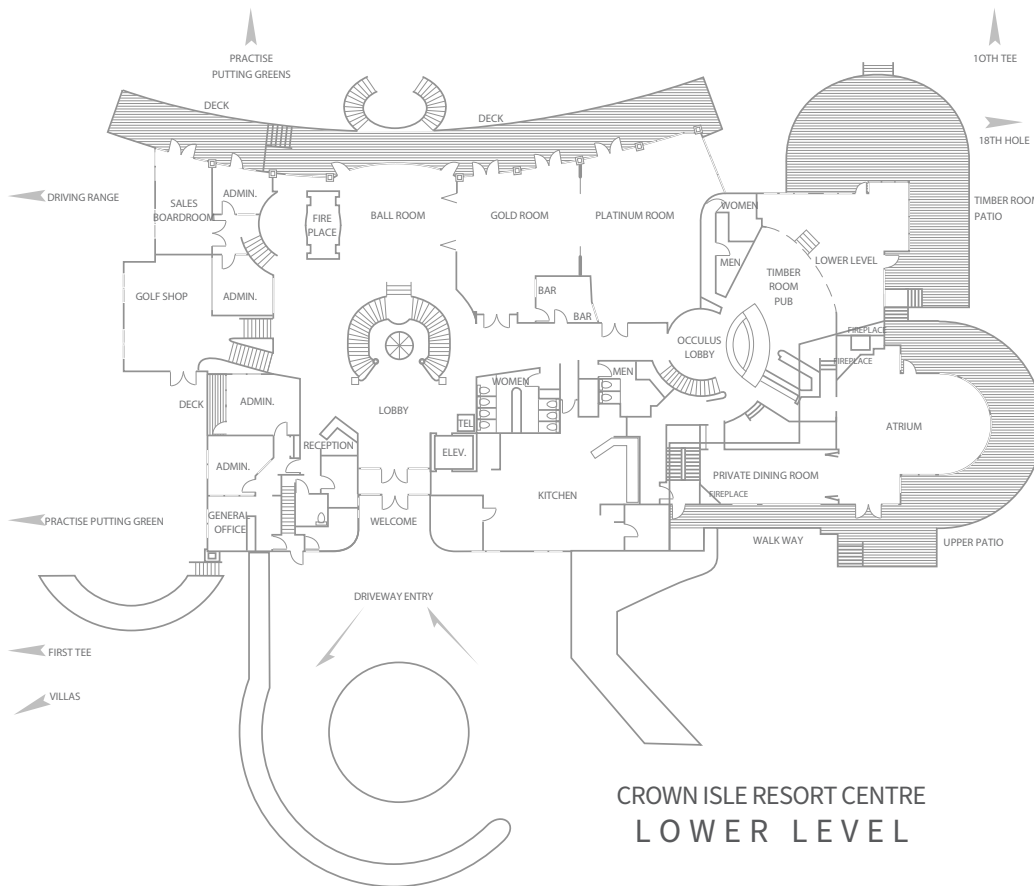 1OTH TEE
PRACTISE
PUTTING GREENS
DECK
DECK
18TH HOLE
DRIVING RANGE
SALES
BOARDROOM
ADMIN.
FIRE
PLACE
BALL ROOM
GOLD ROOM
PLATINUM ROOM
WOMEN
TIMBER ROOM
PATIO
MEN
LOWER LEVEL
TIMBER
ROOM
PUB
GOLF SHOP
ADMIN.
BAR
BAR
OCCULUS
LOBBY
FIREPLACE
FIREPLACE
DECK
ADMIN.
LOBBY
WOMEN
MEN
TEL
ATRIUM
RECEPTION
ELEV.
ADMIN.
KITCHEN
PRIVATE DINING ROOM
FIREPLACE
PRACTISE PUTTING GREEN
GENERAL
OFFICE
WELCOME
WALK WAY
UPPER PATIO
DRIVEWAY ENTRY
FIRST TEE
VILLAS
CROWN ISLE RESORT CENTRE
LOWER LEVEL